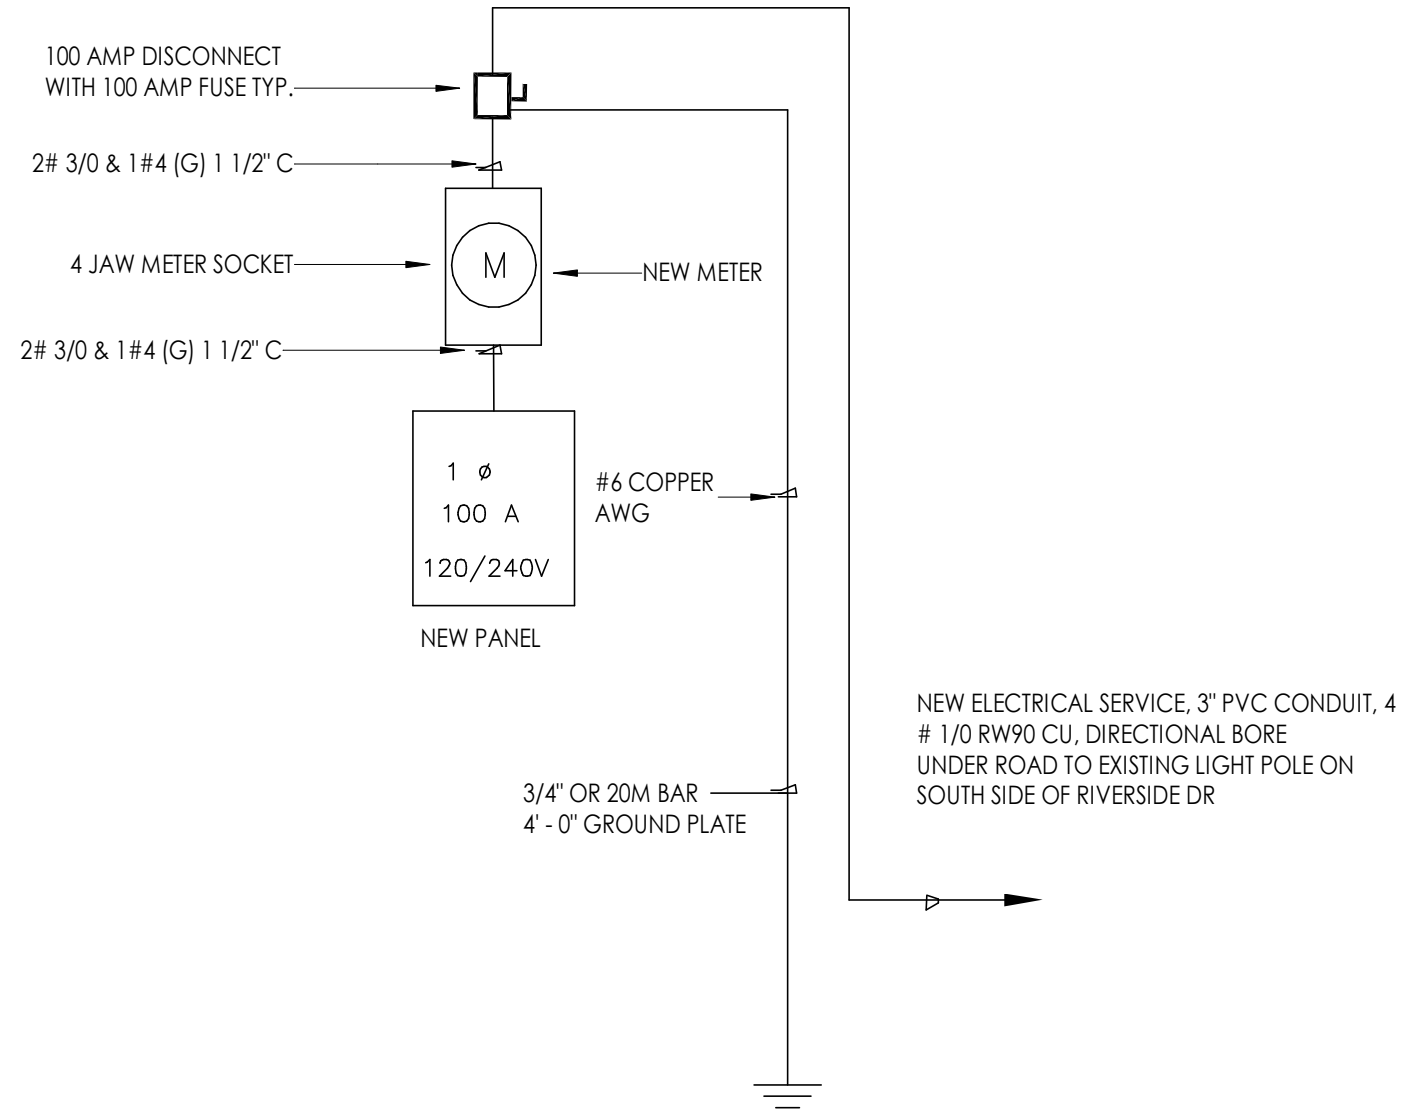 100 AMP DISCONNECT
WITH 100 AMP FUSE TYP.
2# 3/0 & 1#4 (G) 1 1/2" C
4 JAW METER SOCKET
M
NEW METER
2# 3/0 & 1#4 (G) 1 1/2" C
1 ø
100 A
120/240V
NEW PANEL
#6 COPPER
AWG
NEW ELECTRICAL SERVICE, 3" PVC CONDUIT, 4
# 1/0 RW90 CU, DIRECTIONAL BORE
UNDER ROAD TO EXISTING LIGHT POLE ON
SOUTH SIDE OF RIVERSIDE DR
3/4" OR 20M BAR
4' - 0" GROUND PLATE